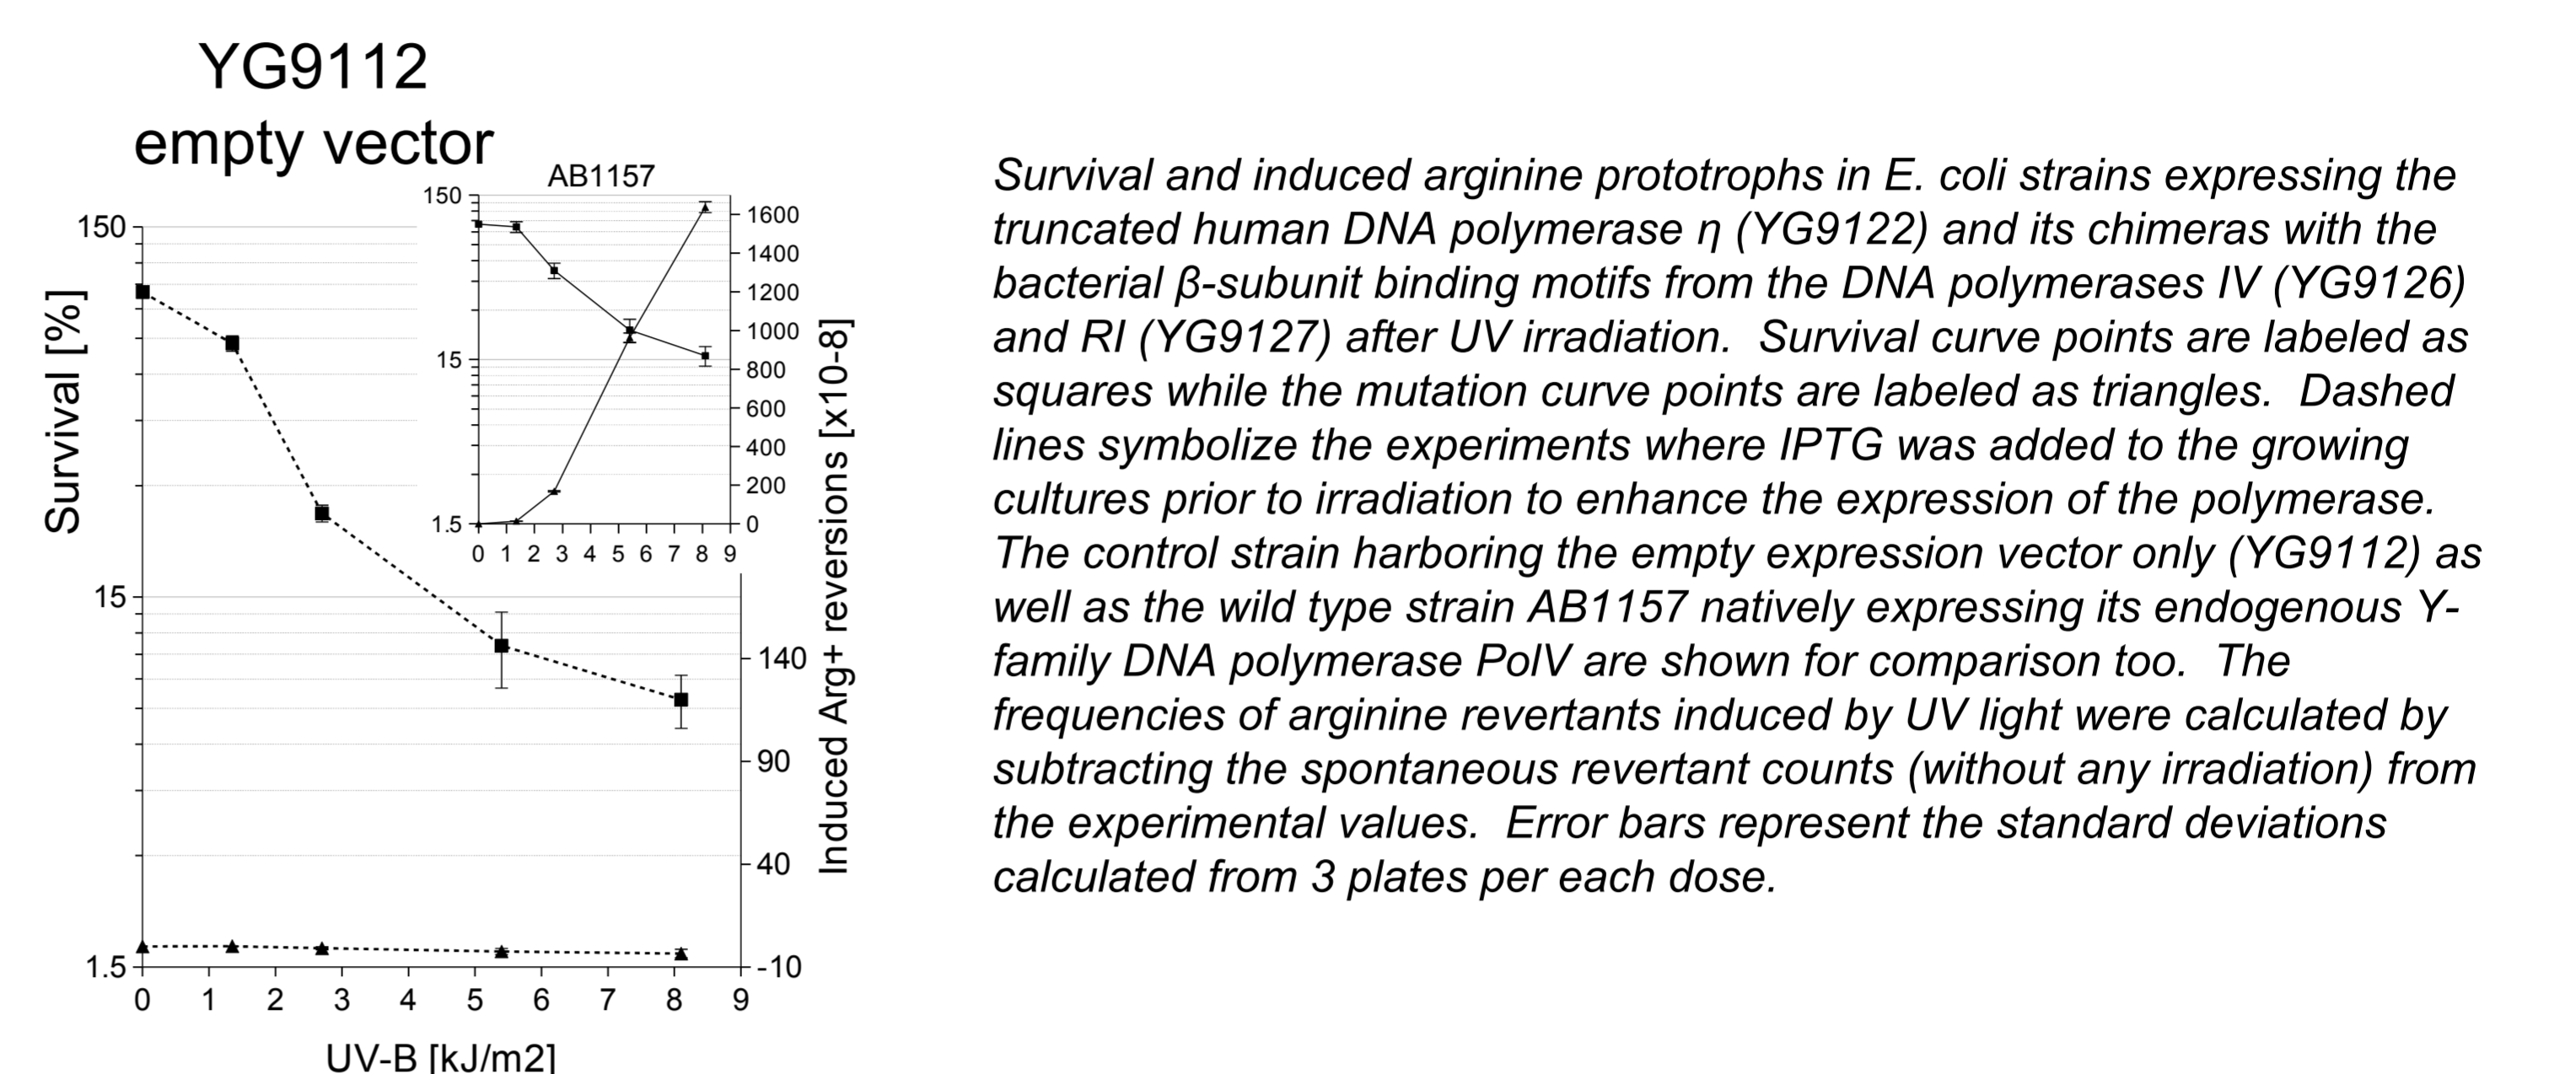 YG9112
empty vector
AB1157
150
15
1.5
1600
1400
1200
1000
800
600
400
200
0
0 1 2 3 4 5 6 7 8 9
150
15
1.5
Survival [%]
140
90
40
-10
Induced Arg+ reversions [x10-8]
0 1 2 3 4 5 6 7 8 9
UV-B [kJ/m2]
Survival and induced arginine prototrophs in E. coli strains expressing the
truncated human DNA polymerase η (YG9122) and its chimeras with the
bacterial β-subunit binding motifs from the DNA polymerases IV (YG9126)
and RI (YG9127) after UV irradiation. Survival curve points are labeled as
squares while the mutation curve points are labeled as triangles. Dashed
lines symbolize the experiments where IPTG was added to the growing
cultures prior to irradiation to enhance the expression of the polymerase.
The control strain harboring the empty expression vector only (YG9112) as
well as the wild type strain AB1157 natively expressing its endogenous Y-
family DNA polymerase PolV are shown for comparison too. The
frequencies of arginine revertants induced by UV light were calculated by
subtracting the spontaneous revertant counts (without any irradiation) from
the experimental values. Error bars represent the standard deviations
calculated from 3 plates per each dose.